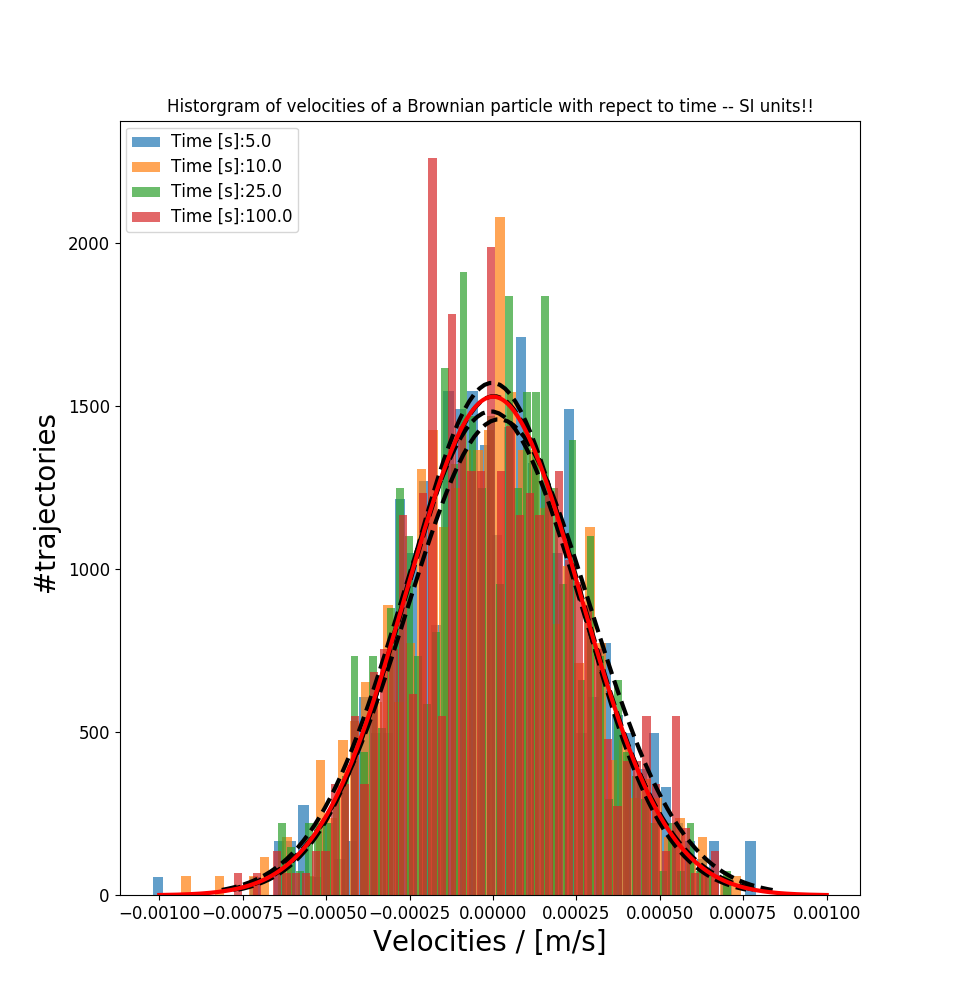 Historgram of velocities of a Brownian particle with repect to time -- SI units!!
Time [s]:5.0
Time [s]:10.0
Time [s]:25.0
Time [s]:100.0
2000
1500
1000
500
0
#trajectories
−0.00100 −0.00075 −0.00050 −0.00025 0.00000 0.00025 0.00050 0.00075 0.00100
Velocities / [m/s]